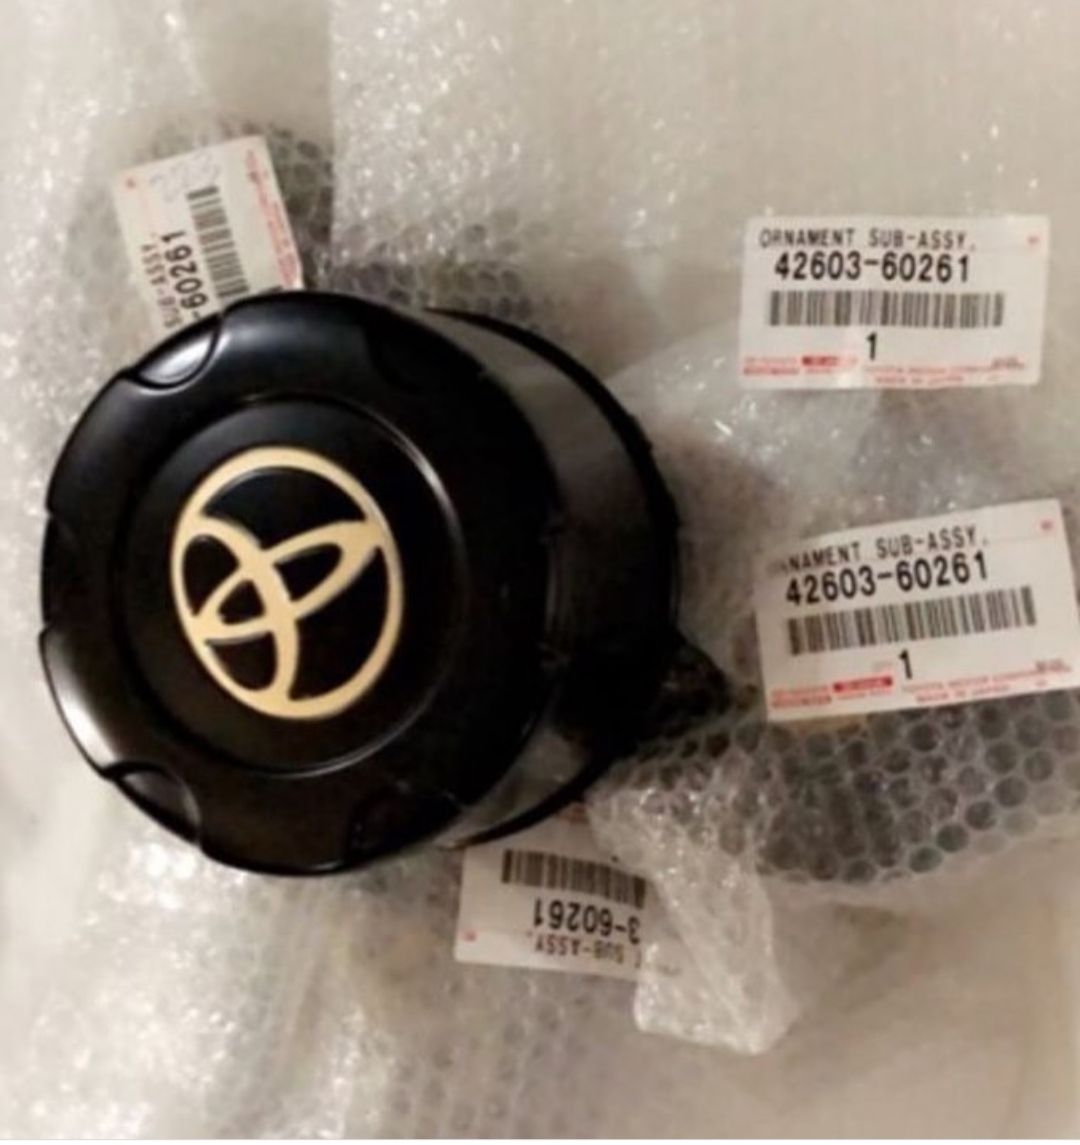 SUB-ASSY.
-60261
ORNAMENT SUB-ASSY.
42603-60261
1
NAMENT SUB-ASSY.
42603-60261
1
3-60261
SUB-ASSY.